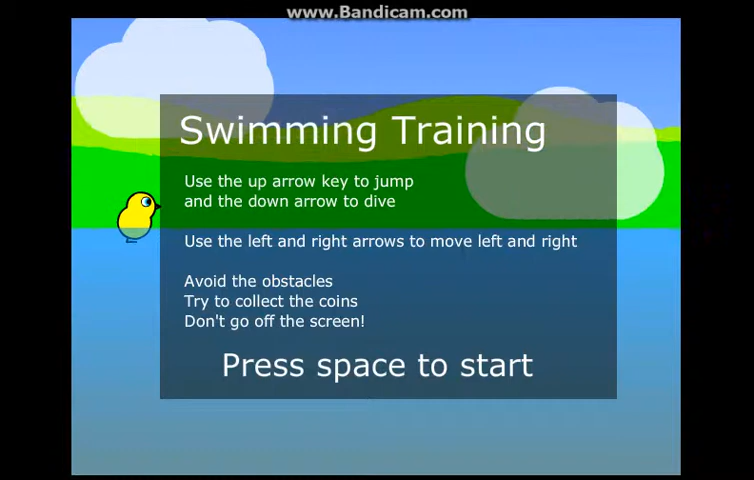 www.Bandicam.com
Swimming Training
Use the up arrow key to jump
and the down arrow to dive
Use the left and right arrows to move left and right
Avoid the obstacles
Try to collect the coins
Don't go off the screen!
Press space to start